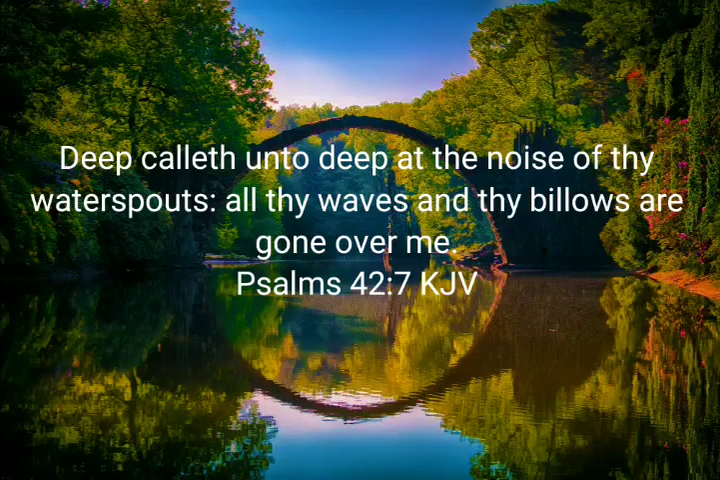 Deep calleth unto deep at the noise of thy
waterspouts: all thy waves and thy billows are
gone over me.
Psalms 42:7 KJV